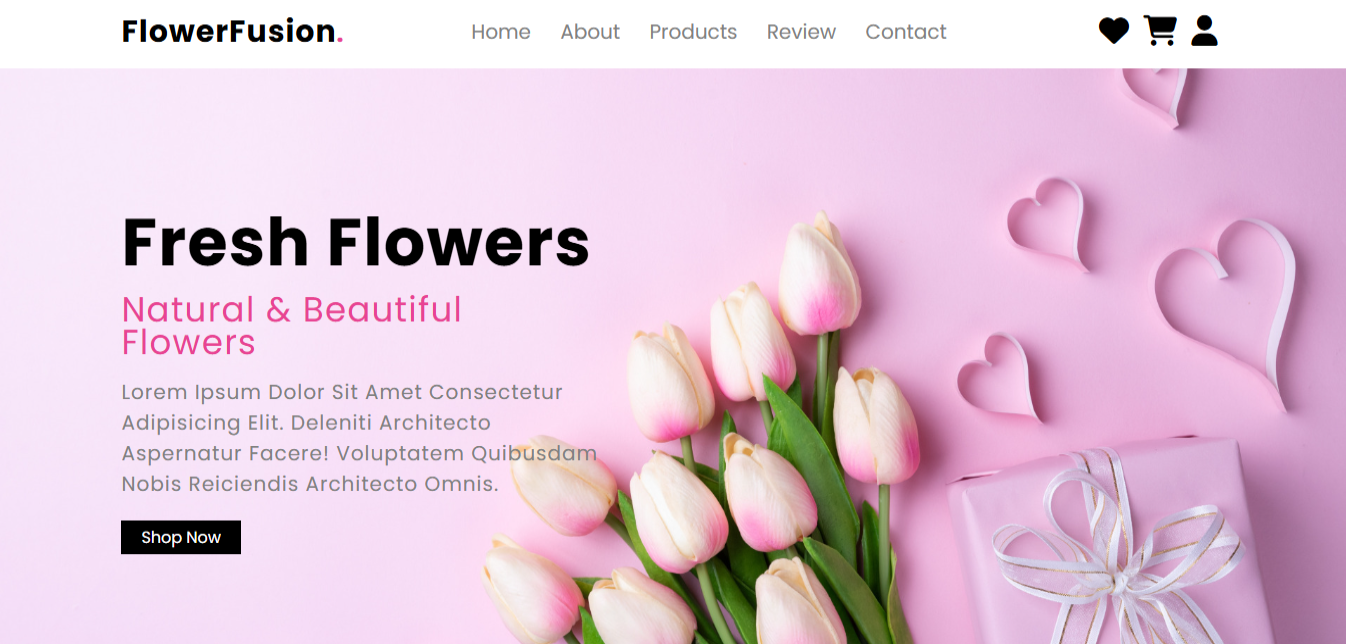 FlowerFusion.
Home About Products Review Contact
Fresh Flowers
Natural & Beautiful
Flowers
Lorem Ipsum Dolor Sit Amet Consectetur
Adipisicing Elit. Deleniti Architecto
Aspernatur Facere! Voluptatem Quibusdam
Nobis Reiciendis Architecto Omnis.
Shop Now